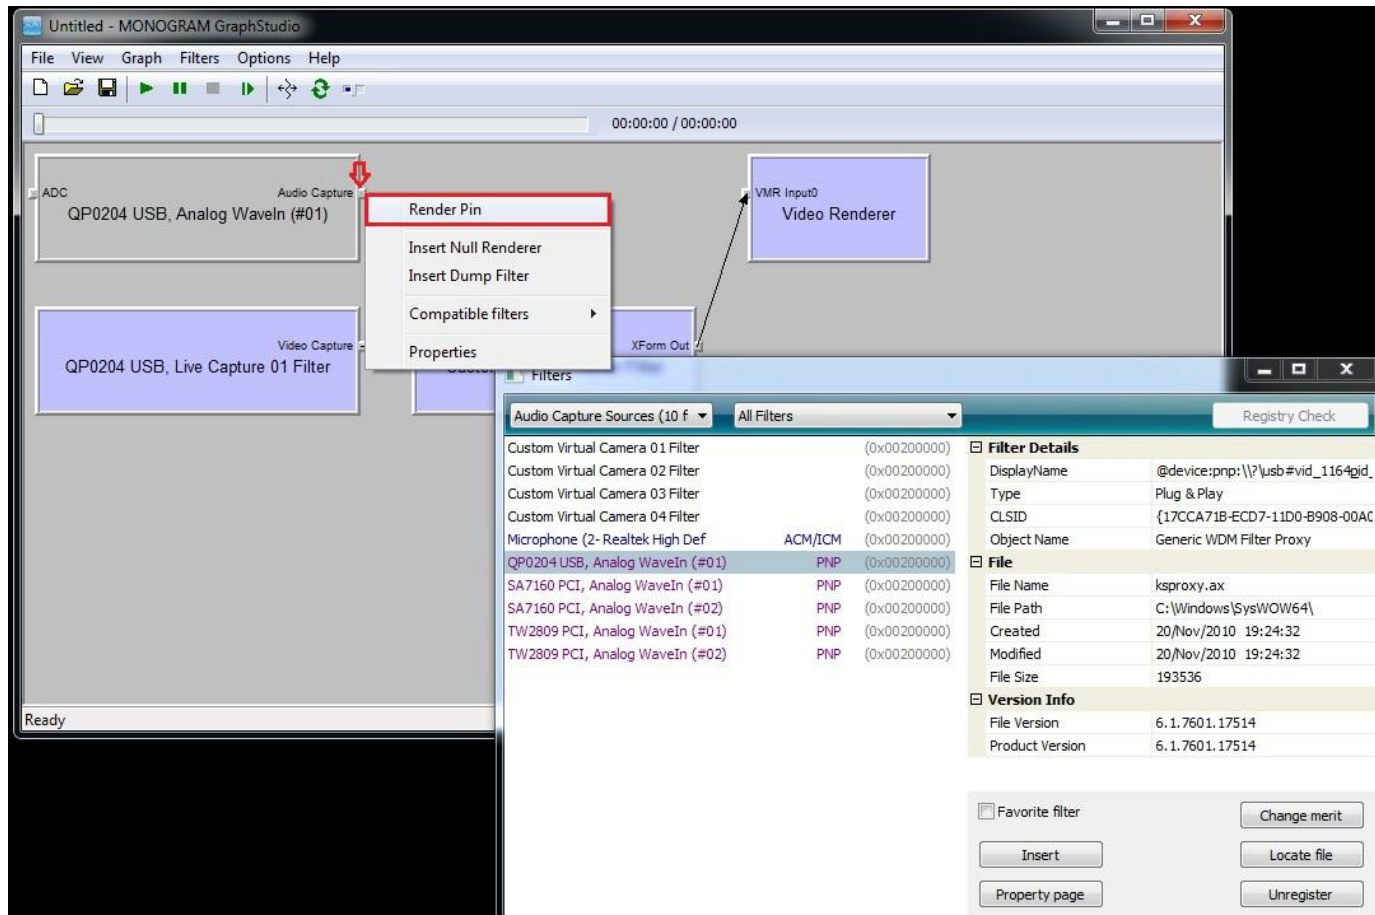 Untitled - MONOGRAM GraphStudio
File View Graph Filters Options Help
00:00:00 / 00:00:00
ADC Audio Capture
QP0204 USB, Analog WaveIn (#01)
VMR Input0
Video Renderer
Render Pin
Insert Null Renderer
Insert Dump Filter
Compatible filters
Properties
Video Capture
QP0204 USB, Live Capture 01 Filter
XForm Out
Ready
Filters
Audio Capture Sources (10 f All Filters Registry Check
Custom Virtual Camera 01 Filter (0x00200000)
Custom Virtual Camera 02 Filter (0x00200000)
Custom Virtual Camera 03 Filter (0x00200000)
Custom Virtual Camera 04 Filter (0x00200000)
Microphone (2- Realtek High Def ACM/ICM (0x00200000)
QP0204 USB, Analog WaveIn (#01) PNP (0x00200000)
SA7160 PCI, Analog WaveIn (#01) PNP (0x00200000)
SA7160 PCI, Analog WaveIn (#02) PNP (0x00200000)
TW2809 PCI, Analog WaveIn (#01) PNP (0x00200000)
TW2809 PCI, Analog WaveIn (#02) PNP (0x00200000)
Filter Details
DisplayName @device:pnp:\\?\usb#vid_1164pid_
Type Plug & Play
CLSID {17CCA71B-ECD7-11D0-B908-00A0
Object Name Generic WDM Filter Proxy
File
File Name ksproxy.ax
File Path C:\Windows\SysWOW64\
Created 20/Nov/2010 19:24:32
Modified 20/Nov/2010 19:24:32
File Size 193536
Version Info
File Version 6.1.7601.17514
Product Version 6.1.7601.17514
Favorite filter Change merit
Insert Locate file
Property page Unregister